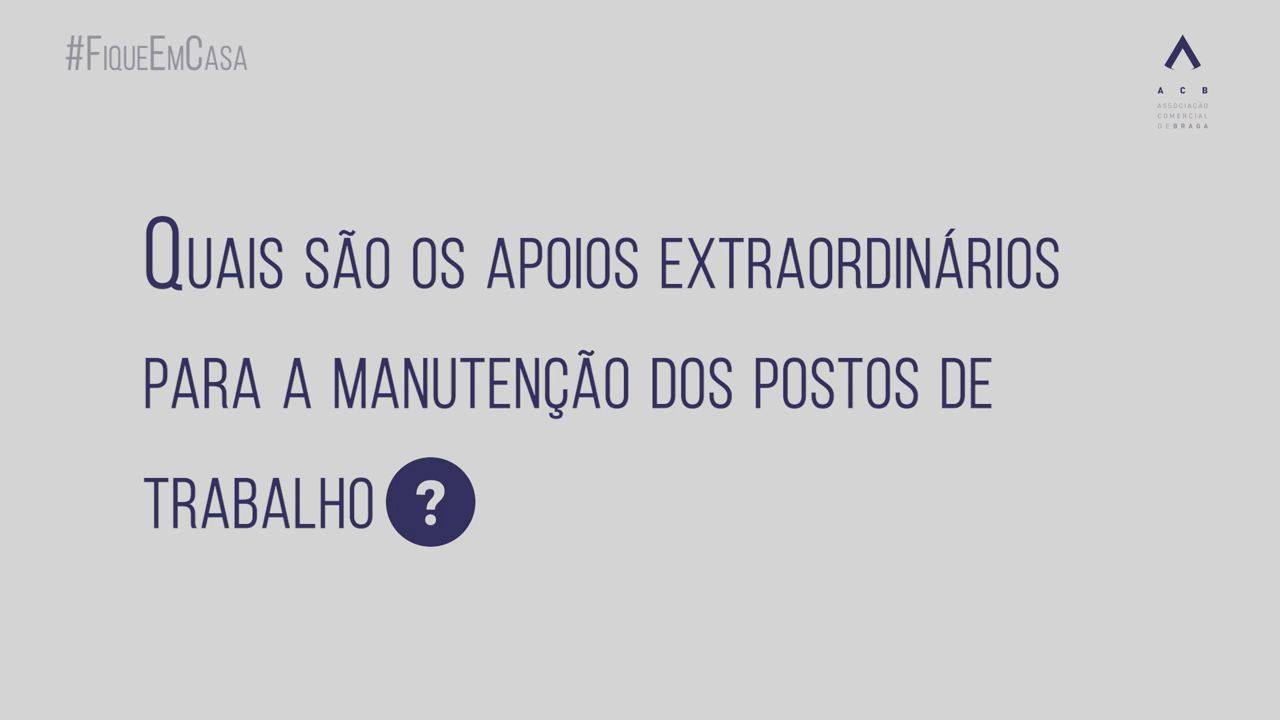 #FiqueEmCasa
A C B
ASSOCIAÇÃO
COMERCIAL
DE BRAGA
Quais são os apoios extraordinários
para a manutenção dos postos de
trabalho ?